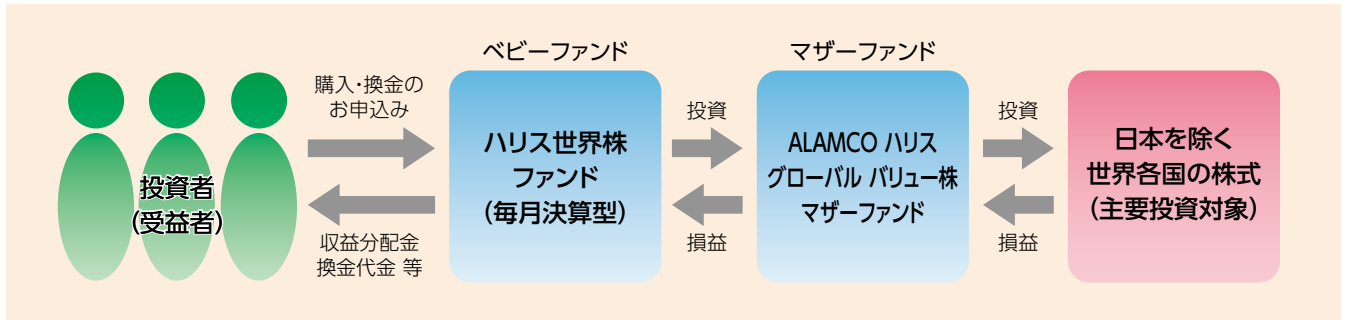 投資者
(受益者)
購入・換金の
お申込み
収益分配金
換金代金 等
ベビーファンド
ハリス世界株
ファンド
(毎月決算型)
投資
損益
マザーファンド
ALAMCO ハリス
グローバル バリュー株
マザーファンド
投資
損益
日本を除く
世界各国の株式
(主要投資対象)